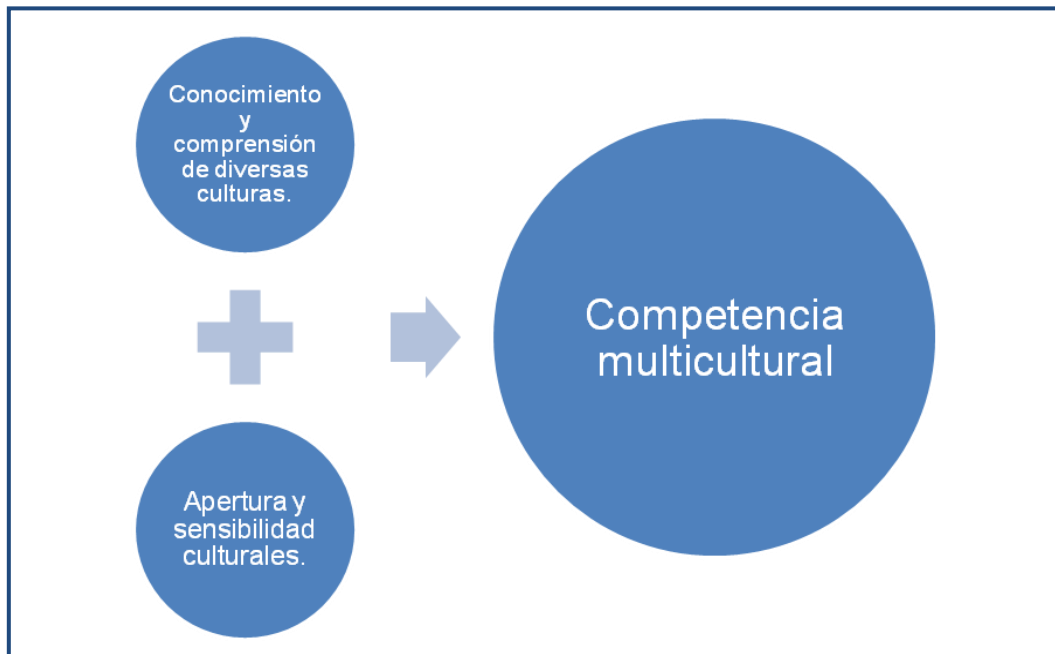 Conocimiento
y
comprensión
de diversas
culturas.
Apertura y
sensibilidad
culturales.
Competencia
multicultural